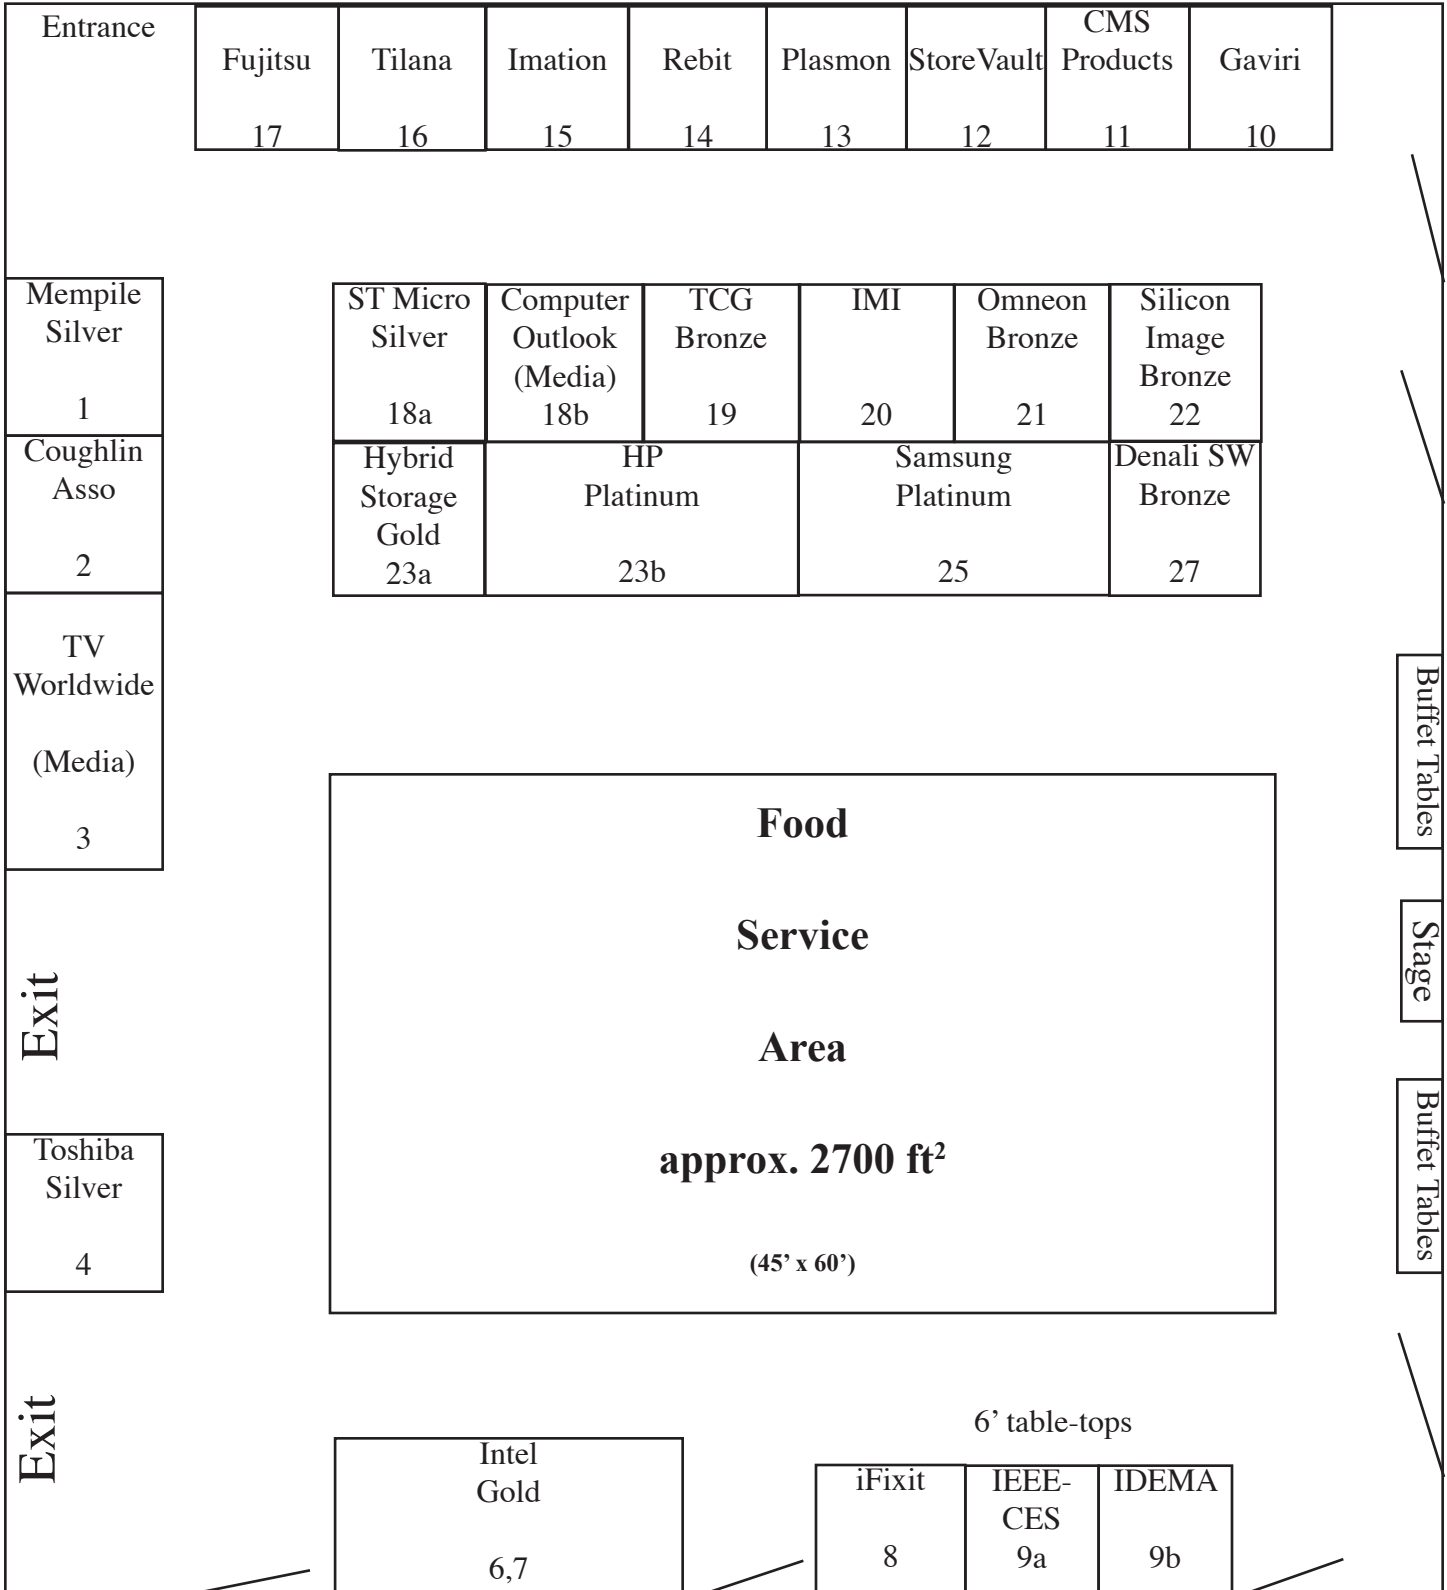 Entrance
Fujitsu
17
Tilana
16
Imation
15
Rebit
14
Plasmon
13
StoreVault
12
CMS
Products
11
Gaviri
10
Mempile
Silver
1
Coughlin
Asso
2
TV
Worldwide
(Media)
3
Exit
Toshiba
Silver
4
Exit
ST Micro
Silver
18a
Computer
Outlook
(Media)
18b
TCG
Bronze
19
IMI
20
Omneon
Bronze
21
Silicon
Image
Bronze
22
Hybrid
Storage
Gold
23a
HP
Platinum
23b
Samsung
Platinum
25
Denali SW
Bronze
27
Food
Service
Area
approx. 2700 ft²
(45’ x 60’)
Buffet Tables
Stage
Buffet Tables
Intel
Gold
6,7
6’ table-tops
iFixit
8
IEEE-
CES
9a
IDEMA
9b